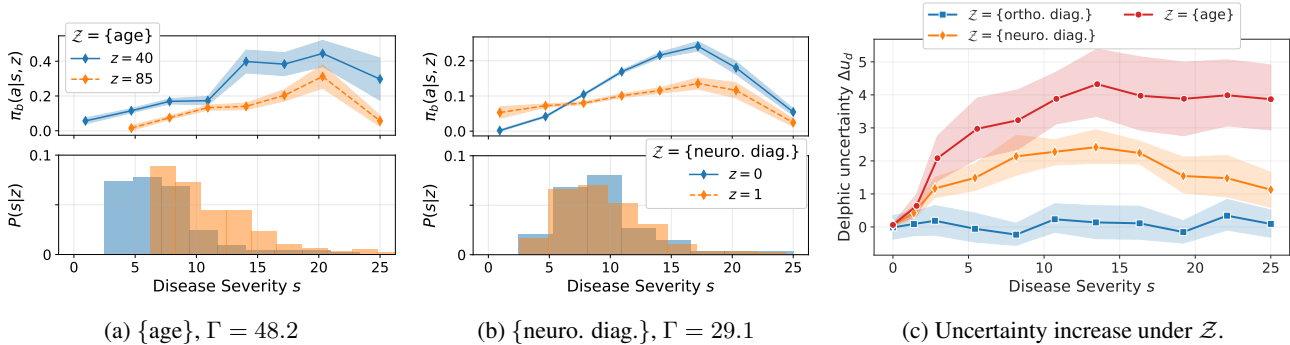 𝒵 = {age}
z = 40
z = 85
π_b(a|s, z)
0.4
0.2
0.0
P(s|z)
0.1
0
0 5 10 15 20 25
Disease Severity s
(a) {age}, Γ = 48.2
π_b(a|s, z)
0.2
0.1
0.0
𝒵 = {neuro. diag.}
z = 0
z = 1
P(s|z)
0.1
0
0 5 10 15 20 25
Disease Severity s
(b) {neuro. diag.}, Γ = 29.1
𝒵 = {ortho. diag.}
𝒵 = {neuro. diag.}
𝒵 = {age}
Delphic uncertainty Δu_d
5
4
3
2
1
0
0 5 10 15 20 25
Disease Severity s
(c) Uncertainty increase under 𝒵.